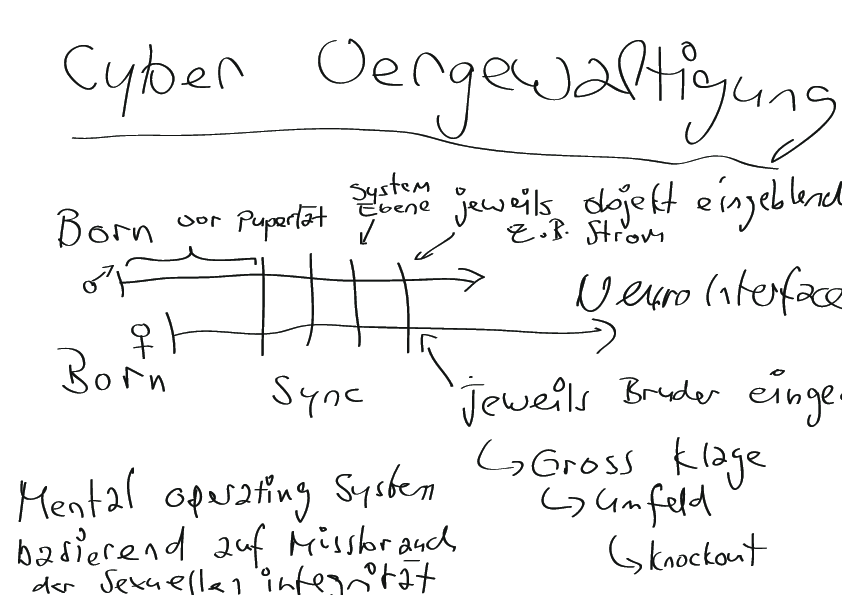 Cyber Vergewaltigung
System
Ebene
jeweils objekt eingeblend
z.B. Strom
Born vor Pupertät
♂
Neuro Interface
♀
Born
Sync
jeweils Bruder einge
↳ Gross Klage
↳ Umfeld
↳ Knockout
Mental operating System
basierend auf Missbrauch
der Sexuellen integrität